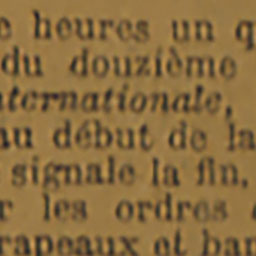 e heures un q
du douzième
nternationale,
au début de la
signale la fin,
r les ordres
rapeaux et ban